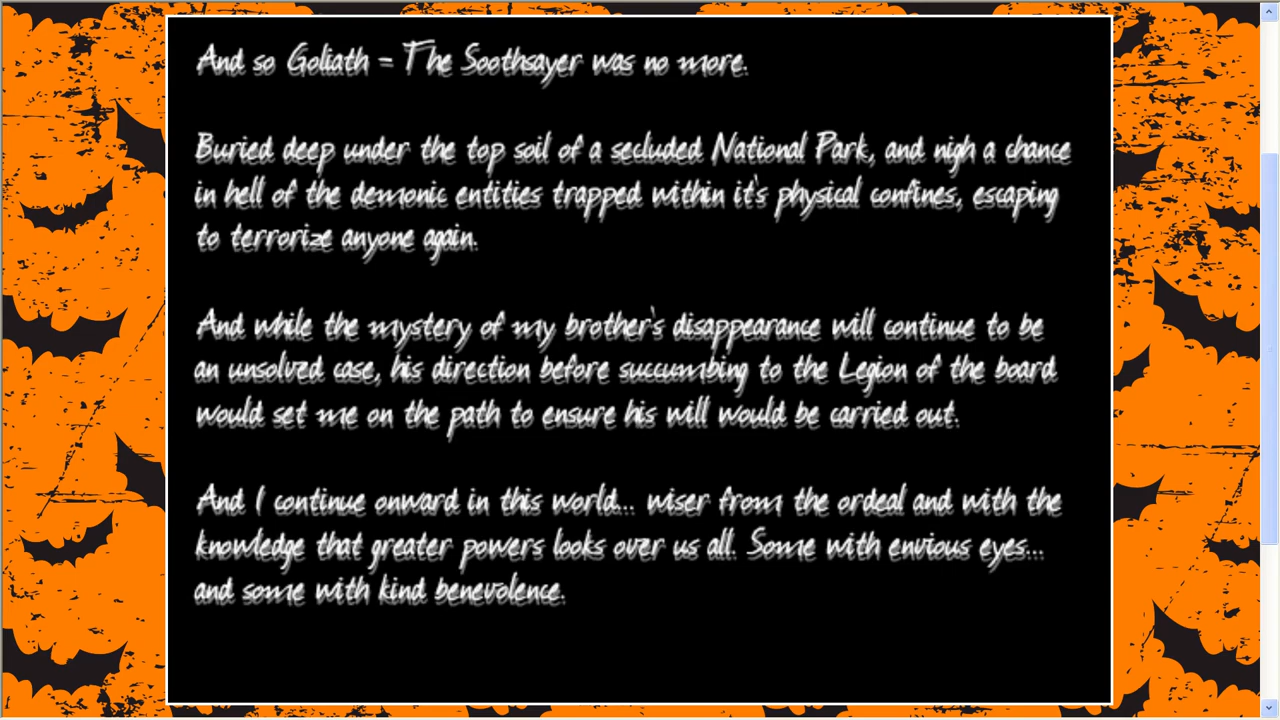 And so Goliath = The Soothsayer was no more.
Buried deep under the top soil of a secluded National Park, and nigh a chance
in hell of the demonic entities trapped within it's physical confines, escaping
to terrorize anyone again.
And while the mystery of my brother's disappearance will continue to be
an unsolved case, his direction before succumbing to the Legion of the board
would set me on the path to ensure his will would be carried out.
And I continue onward in this world... wiser from the ordeal and with the
knowledge that greater powers looks over us all. Some with envious eyes...
and some with kind benevolence.